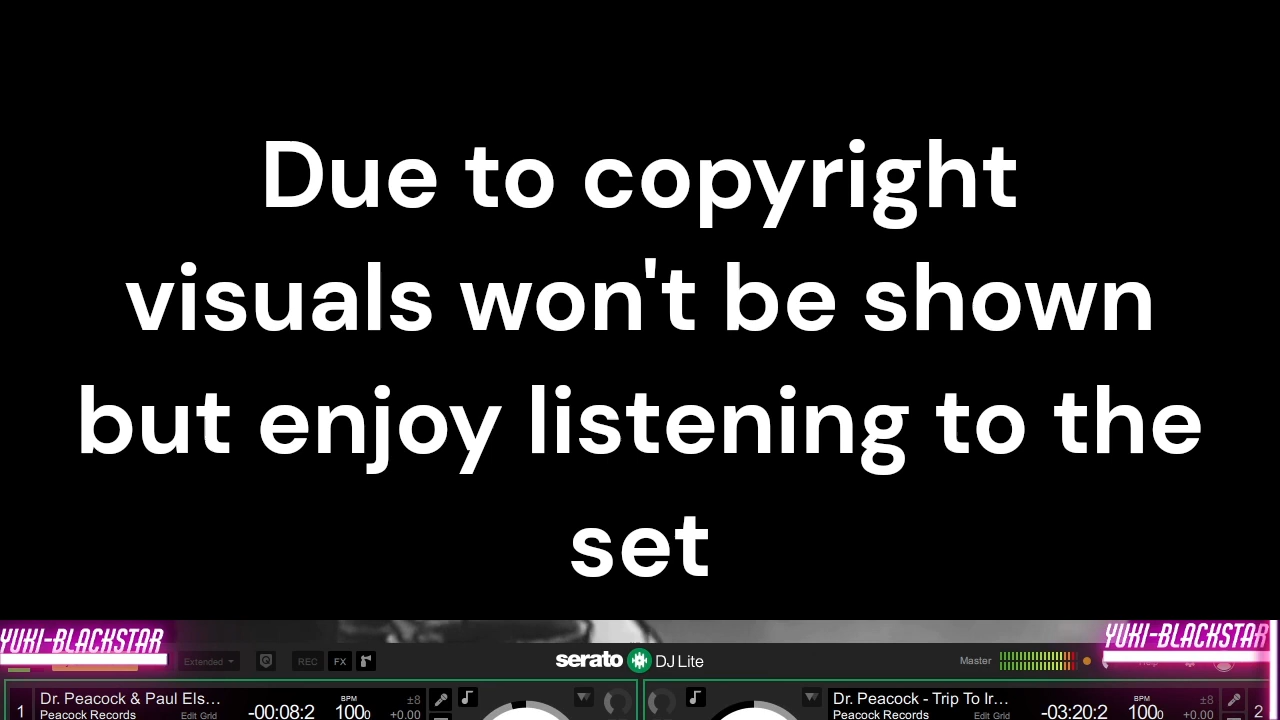 Due to copyright
visuals won't be shown
but enjoy listening to the
set
YUKI-BLACKSTAR YUKI-BLACKSTAR
Extended REC FX serato DJ Lite Master
1 Dr. Peacock & Paul Els... -00:08:2 BPM 100.0 ±8 Dr. Peacock - Trip To Ir... -03:20:2 BPM 100.0 ±8
Peacock Records Edit Grid +0.00 Peacock Records Edit Grid +0.00 2